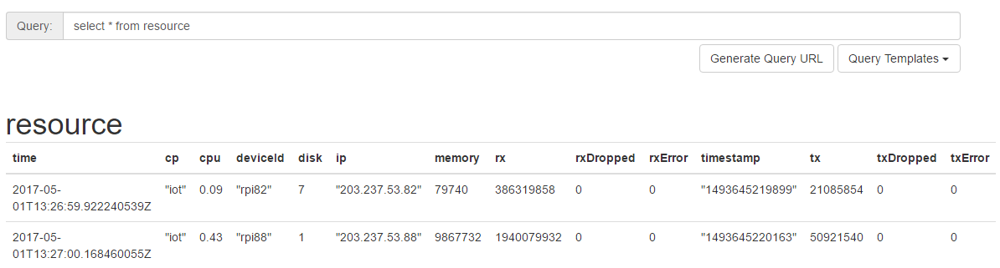 Query: select * from resource
Generate Query URL Query Templates
resource
time cp cpu deviceId disk ip memory rx rxDropped rxError timestamp tx txDropped txError
2017-05- "iot" 0.09 "rpi82" 7 "203.237.53.82" 79740 386319858 0 0 "1493645219899" 21085854 0 0
01T13:26:59.922240539Z
2017-05- "iot" 0.43 "rpi88" 1 "203.237.53.88" 9867732 1940079932 0 0 "1493645220163" 50921540 0 0
01T13:27:00.168460055Z